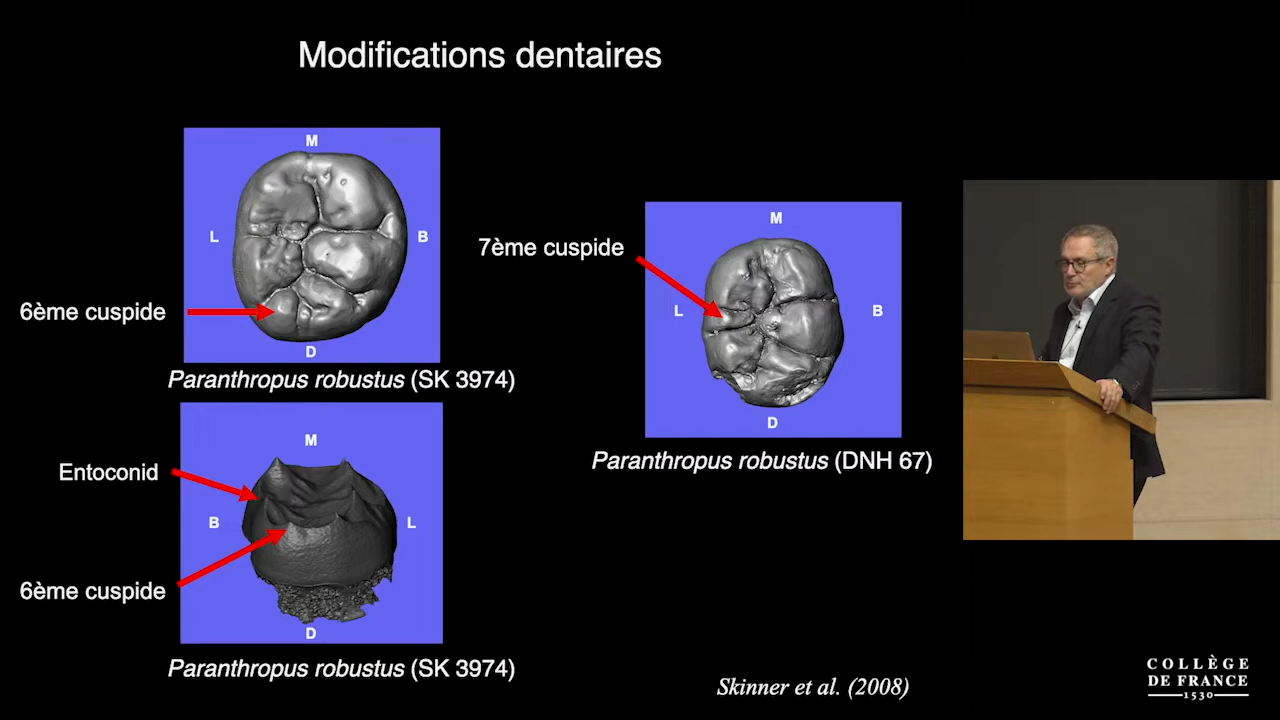 Modifications dentaires
M
L
B
6ème cuspide
D
Paranthropus robustus (SK 3974)
M
Entoconid
B
L
6ème cuspide
D
Paranthropus robustus (SK 3974)
7ème cuspide
M
L
B
D
Paranthropus robustus (DNH 67)
Skinner et al. (2008)
COLLÈGE
DE FRANCE
1530